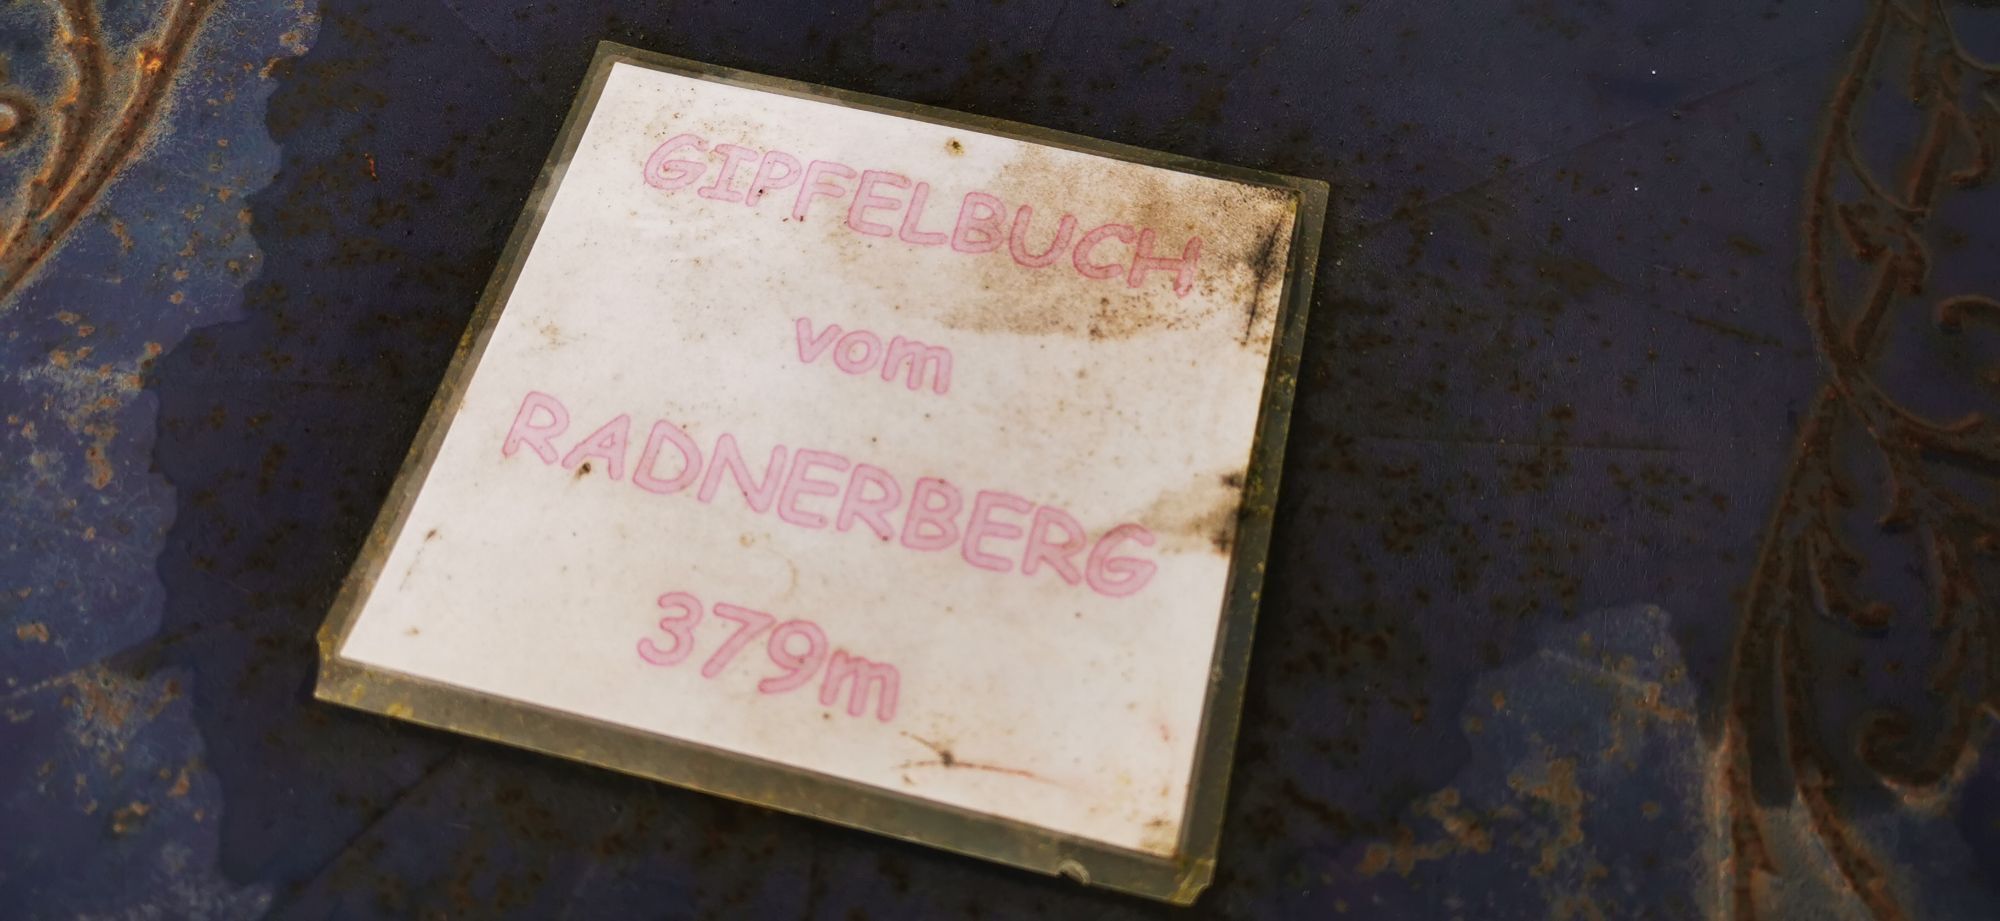 GIPFELBUCH
vom
RADNERBERG
379m